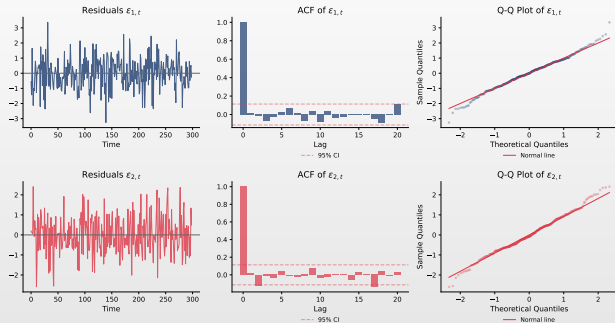 Residuals ε1,t
3
2
1
0
−1
−2
−3
0 50 100 150 200 250 300
Time
ACF of ε1,t
1.0
0.8
0.6
0.4
0.2
0.0
0 5 10 15 20
Lag
95% CI
Q-Q Plot of ε1,t
Sample Quantiles
3
2
1
0
−1
−2
−3
−2 −1 0 1 2
Theoretical Quantiles
Normal line
Residuals ε2,t
2
1
0
−1
−2
0 50 100 150 200 250 300
Time
ACF of ε2,t
1.0
0.8
0.6
0.4
0.2
0.0
0 5 10 15 20
Lag
95% CI
Q-Q Plot of ε2,t
Sample Quantiles
2
1
0
−1
−2
−2 −1 0 1 2
Theoretical Quantiles
Normal line